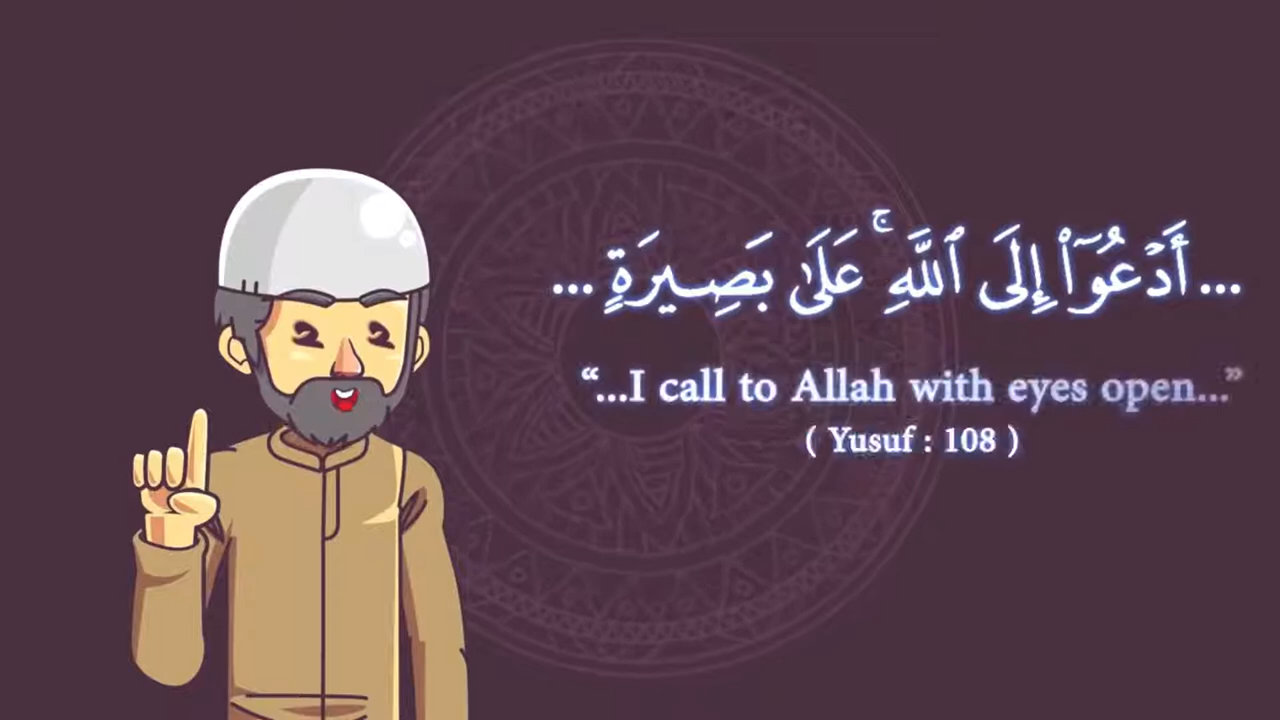 ...أَدْعُوٓا۟ إِلَى ٱللَّهِ ۚ عَلَىٰ بَصِيرَةٍ...
“...I call to Allah with eyes open...”
( Yusuf : 108 )